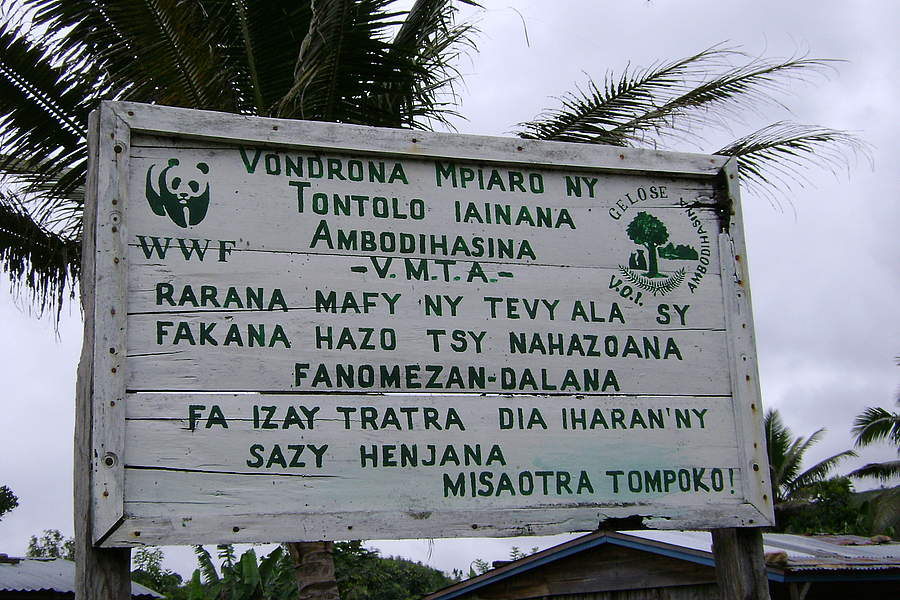 VONDRONA MPIARO NY
TONTOLO IAINANA
AMBODIHASINA
-V.M.T.A.-
WWF
GELOSE AMBODIHASINA
V.O.I.
RARANA MAFY NY TEVY ALA SY
FAKANA HAZO TSY NAHAZOANA
FANOMEZAN-DALANA
FA IZAY TRATRA DIA IHARAN'NY
SAZY HENJANA
MISAOTRA TOMPOKO!